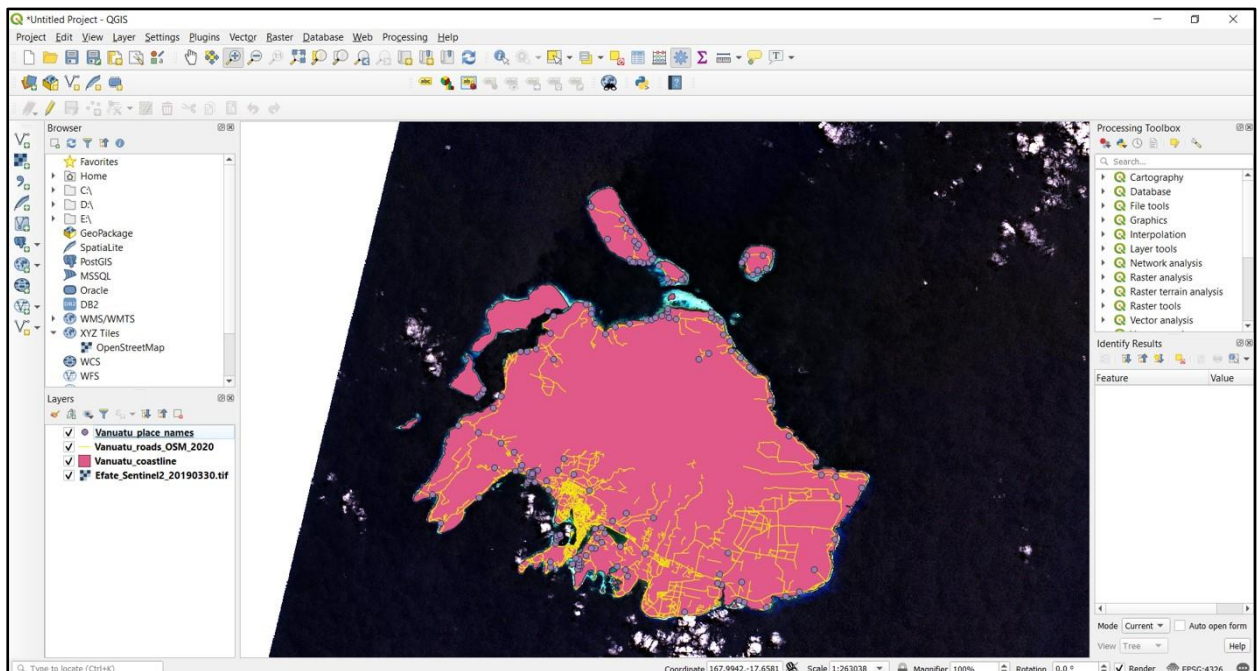 *Untitled Project - QGIS
Project Edit View Layer Settings Plugins Vector Raster Database Web Processing Help
abc
Browser
Favorites
Home
C:\
D:\
E:\
GeoPackage
SpatiaLite
PostGIS
MSSQL
Oracle
DB2
WMS/WMTS
XYZ Tiles
OpenStreetMap
WCS
WFS
Layers
Vanuatu_place_names
Vanuatu_roads_OSM_2020
Vanuatu_coastline
Efate_Sentinel2_20190330.tif
Processing Toolbox
Search...
Cartography
Database
File tools
Graphics
Interpolation
Layer tools
Network analysis
Raster analysis
Raster terrain analysis
Raster tools
Vector analysis
Identify Results
Feature Value
Mode Current Auto open form
View Tree Help
Type to locate (Ctrl+K) Coordinate 167.9942,-17.6581 Scale 1:263038 Magnifier 100% Rotation 0.0 ° Render EPSG:4326